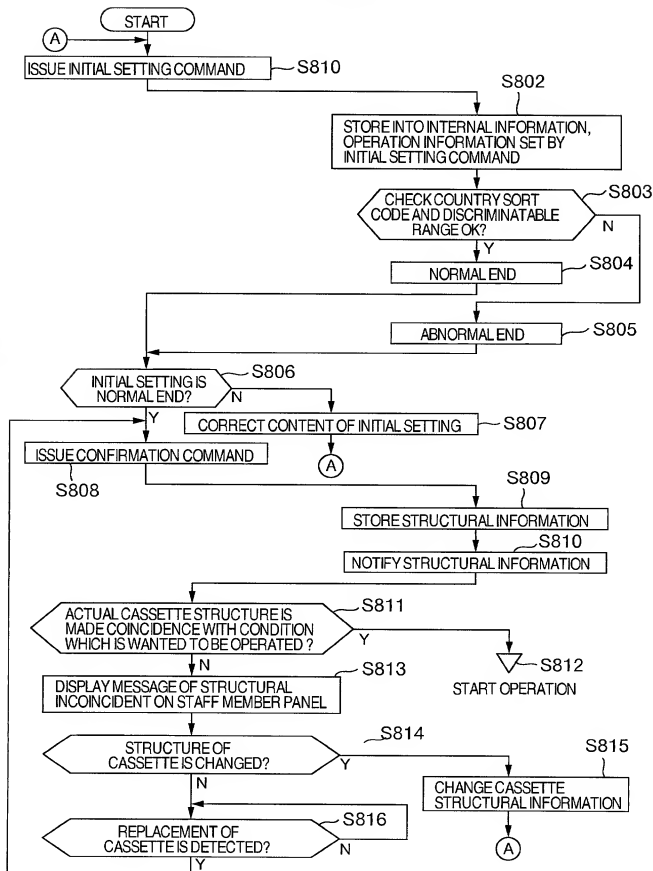 START
A
ISSUE INITIAL SETTING COMMAND
S810
S802
STORE INTO INTERNAL INFORMATION,
OPERATION INFORMATION SET BY
INITIAL SETTING COMMAND
S803
CHECK COUNTRY SORT
CODE AND DISCRIMINATABLE
RANGE OK?
N
Y
NORMAL END
S804
ABNORMAL END
S805
S806
INITIAL SETTING IS
NORMAL END?
N
Y
CORRECT CONTENT OF INITIAL SETTING
S807
A
ISSUE CONFIRMATION COMMAND
S808
S809
STORE STRUCTURAL INFORMATION
S810
NOTIFY STRUCTURAL INFORMATION
S811
ACTUAL CASSETTE STRUCTURE IS
MADE COINCIDENCE WITH CONDITION
WHICH IS WANTED TO BE OPERATED ?
Y
N
S812
START OPERATION
S813
DISPLAY MESSAGE OF STRUCTURAL
INCOINCIDENT ON STAFF MEMBER PANEL
S814
STRUCTURE OF
CASSETTE IS CHANGED?
Y
N
S815
CHANGE CASSETTE
STRUCTURAL INFORMATION
A
S816
REPLACEMENT OF
CASSETTE IS DETECTED?
N
Y